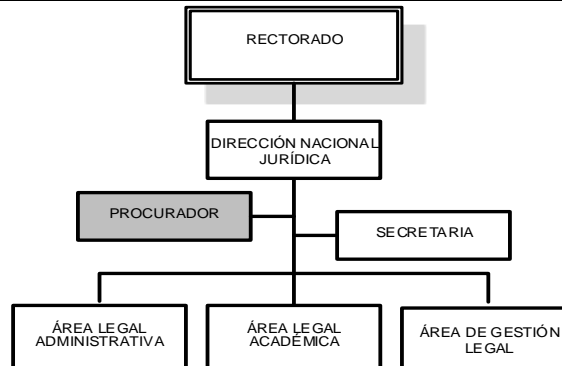 RECTORADO
DIRECCIÓN NACIONAL
JURÍDICA
PROCURADOR
SECRETARIA
ÁREA LEGAL
ADMINISTRATIVA
ÁREA LEGAL
ACADÉMICA
ÁREA DE GESTIÓN
LEGAL